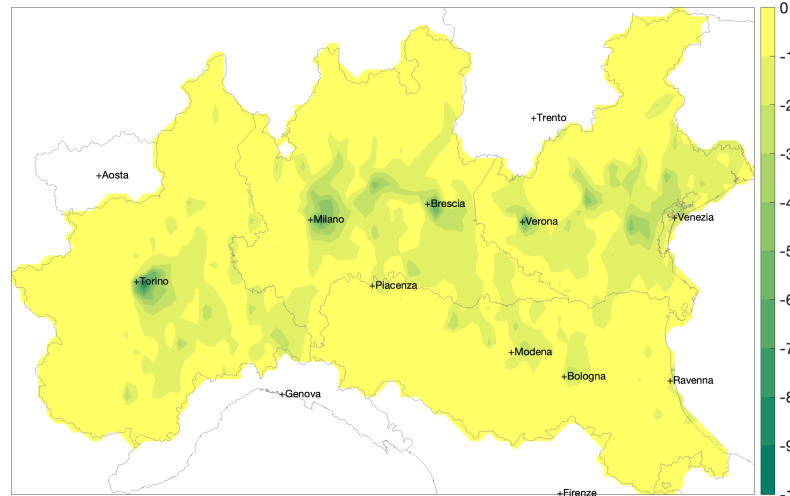 0
-1
-2
+Trento
-3
+Aosta
-4
+Brescia
+Milano
+Verona
+Venezia
-5
+Torino
+Piacenza
-6
-7
+Modena
+Bologna
+Ravenna
-8
+Genova
-9
+Firenze